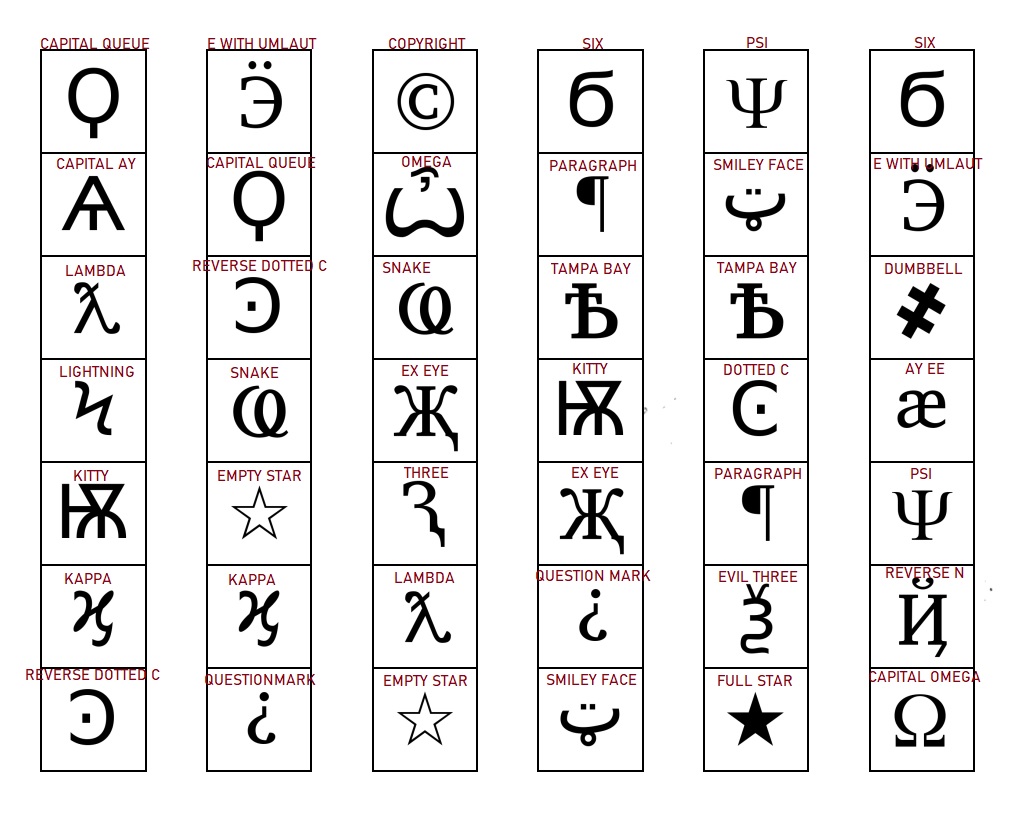 CAPITAL QUEUE E WITH UMLAUT COPYRIGHT SIX PSI SIX
Ϙ Ӭ © б Ψ б
CAPITAL AY CAPITAL QUEUE OMEGA PARAGRAPH SMILEY FACE E WITH UMLAUT
Ѧ Ϙ Ѽ ¶ ټ Ӭ
LAMBDA REVERSE DOTTED C SNAKE TAMPA BAY TAMPA BAY DUMBBELL
ƛ Ͽ Ҩ Ѣ Ѣ ҂
LIGHTNING SNAKE EX EYE KITTY DOTTED C AY EE
Ϟ Ҩ Җ Ѭ Ͼ æ
KITTY EMPTY STAR THREE EX EYE PARAGRAPH PSI
Ѭ ☆ Ԇ Җ ¶ Ψ
KAPPA KAPPA LAMBDA QUESTION MARK EVIL THREE REVERSE N
ϗ ϗ ƛ ¿ Ѯ Ҋ
REVERSE DOTTED C QUESTIONMARK EMPTY STAR SMILEY FACE FULL STAR CAPITAL OMEGA
Ͽ ¿ ☆ ټ ★ Ω